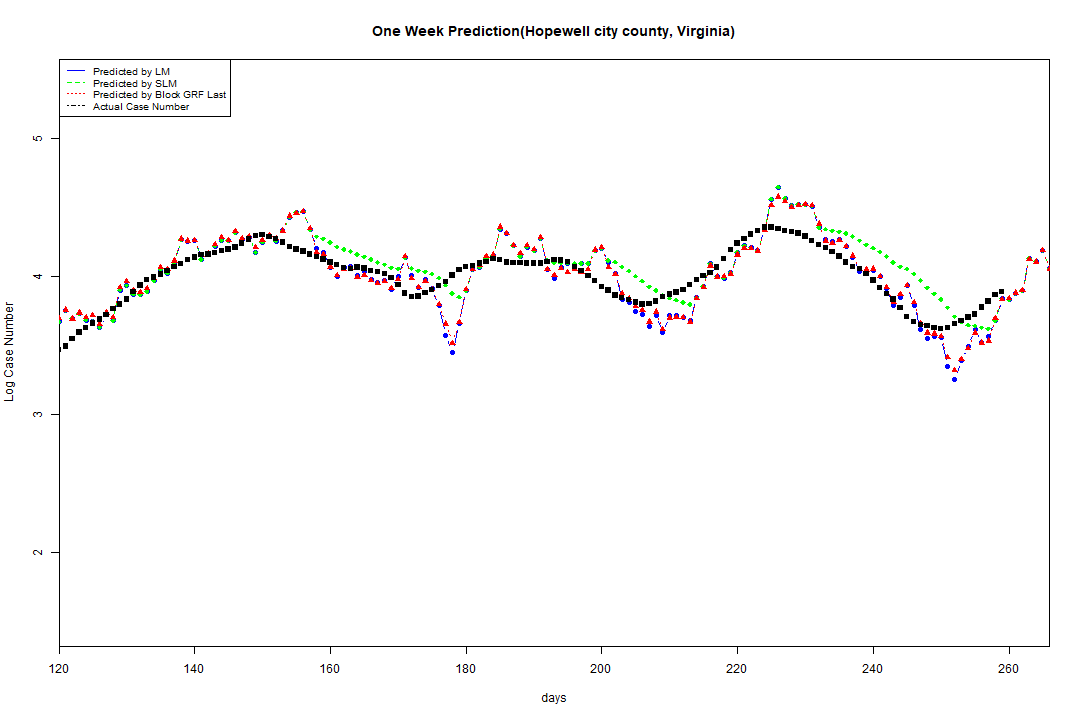 One Week Prediction(Hopewell city county, Virginia)
Predicted by LM
Predicted by SLM
Predicted by Block GRF Last
Actual Case Number
5
4
3
2
Log Case Number
120 140 160 180 200 220 240 260
days